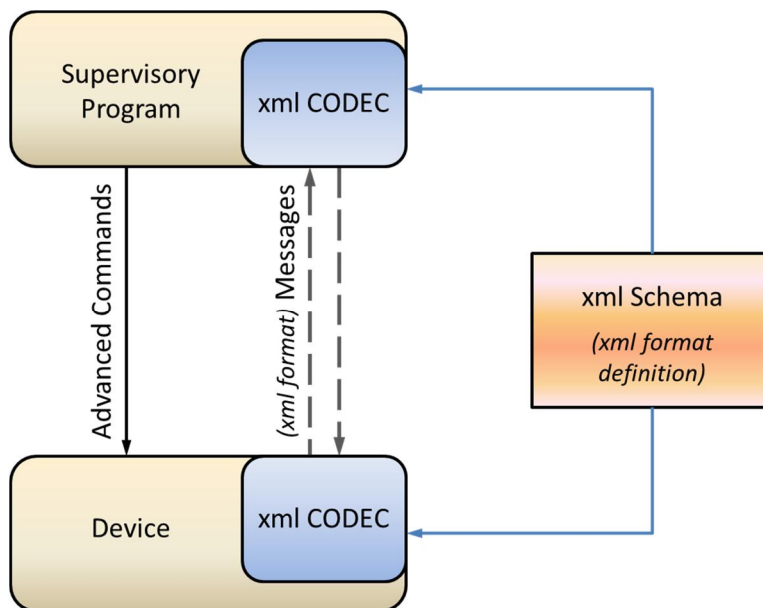 Supervisory
Program
xml CODEC
Advanced Commands
(xml format) Messages
xml Schema
(xml format
definition)
Device
xml CODEC